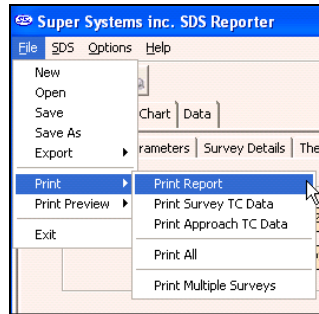 Super Systems inc. SDS Reporter
File SDS Options Help
New
Open
Save
Chart Data
Save As
Export
rameters Survey Details The
Print
Print Report
Print Preview
Print Survey TC Data
Print Approach TC Data
Exit
Print All
Print Multiple Surveys